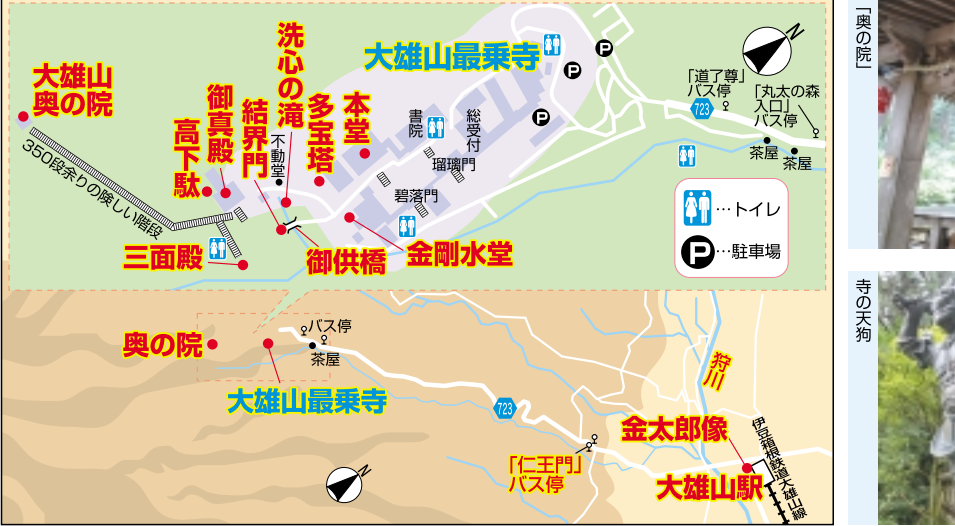 大雄山
奥の院
350段余りの険しい階段
高下駄
御真殿
結界門
洗心の滝
不動堂
多宝塔
本堂
大雄山最乗寺
書院
総受付
瑠璃門
碧落門
三面殿
御供橋
金剛水堂
P
P
P
N
「道了尊」
バス停
723
「丸太の森
入口」
バス停
茶屋
茶屋
…トイレ
P…駐車場
奥の院
バス停
茶屋
大雄山最乗寺
723
狩川
金太郎像
「仁王門」
バス停
大雄山駅
伊豆箱根鉄道大雄山線
N
「奥の院」
寺の天狗